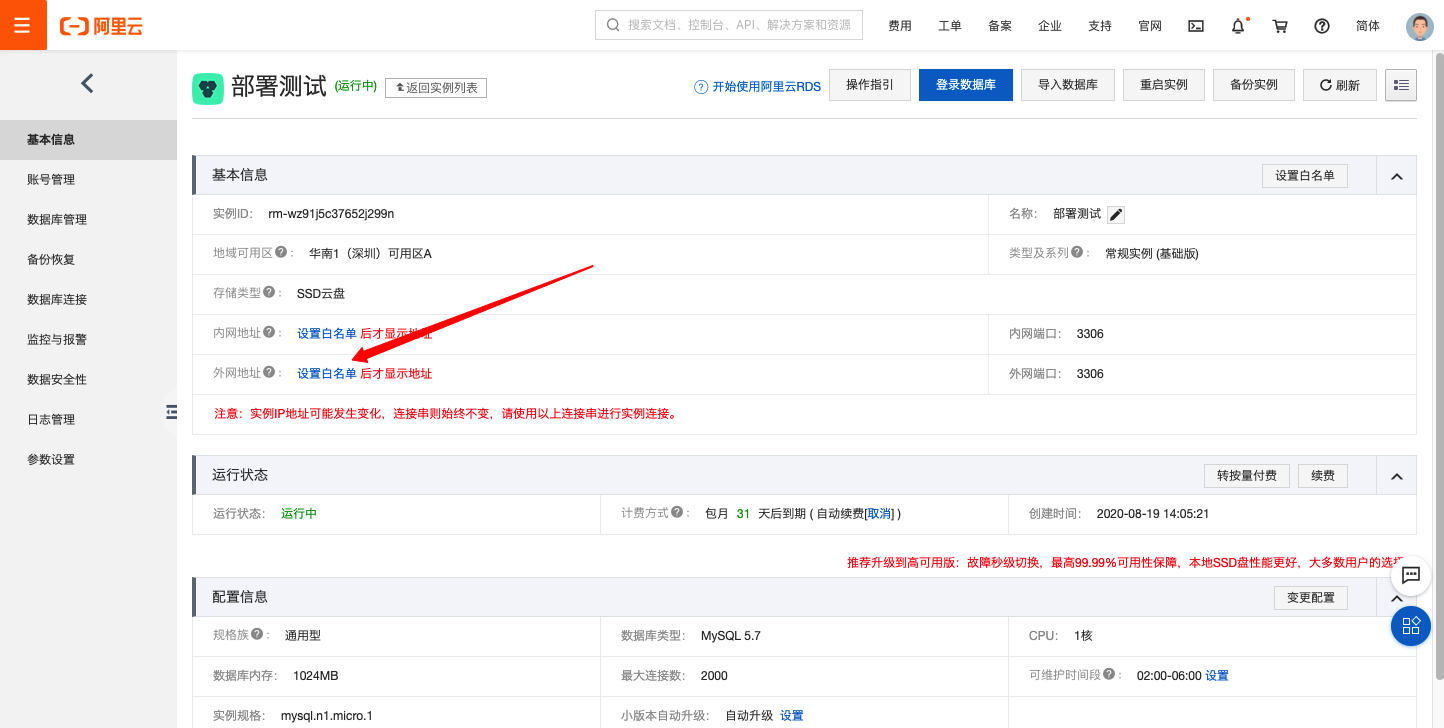 阿里云
搜索文档、控制台、API、解决方案和资源
费用 工单 备案 企业 支持 官网 简体
部署测试 (运行中) 返回实例列表
开始使用阿里云RDS 操作指引 登录数据库 导入数据库 重启实例 备份实例 刷新
基本信息
账号管理
数据库管理
备份恢复
数据库连接
监控与报警
数据安全性
日志管理
参数设置
基本信息 设置白名单
实例ID: rm-wz91j5c37652j299n 名称: 部署测试
地域可用区 : 华南1（深圳）可用区A 类型及系列 : 常规实例 (基础版)
存储类型 : SSD云盘
内网地址 : 设置白名单 后才显示地址 内网端口: 3306
外网地址 : 设置白名单 后才显示地址 外网端口: 3306
注意：实例IP地址可能发生变化，连接串则始终不变，请使用以上连接串进行实例连接。
运行状态 转按量付费 续费
运行状态: 运行中 计费方式 : 包月 31 天后到期 ( 自动续费[取消] ) 创建时间: 2020-08-19 14:05:21
推荐升级到高可用版：故障秒级切换，最高99.99%可用性保障，本地SSD盘性能更好，大多数用户的选
配置信息 变更配置
规格族 : 通用型 数据库类型: MySQL 5.7 CPU: 1核
数据库内存: 1024MB 最大连接数: 2000 可维护时间段 : 02:00-06:00 设置
实例规格: mysql.n1.micro.1 小版本自动升级: 自动升级 设置